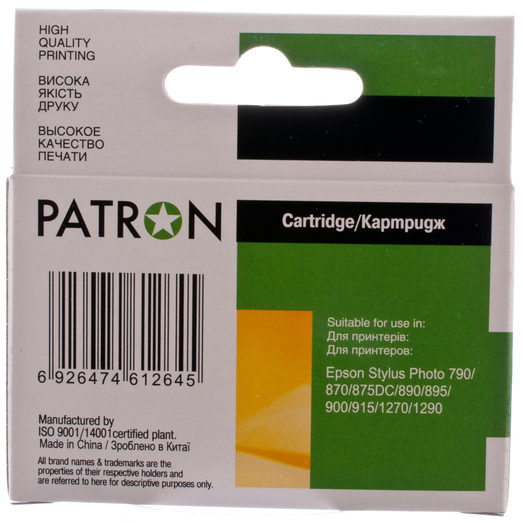 HIGH
QUALITY
PRINTING
ВИСОКА
ЯКІСТЬ
ДРУКУ
ВЫСОКОЕ
КАЧЕСТВО
ПЕЧАТИ
PATRON
Cartridge/Картридж
6 926474 612645
Suitable for use in:
Для принтерів:
Для принтеров:
Epson Stylus Photo 790/
870/875DC/890/895/
900/915/1270/1290
Manufactured by
ISO 9001/14001certified plant.
Made in China / Зроблено в Китаї
All brand names & trademarks are the
properties of their respective holders and
are referred to here for descriptive purposes only.